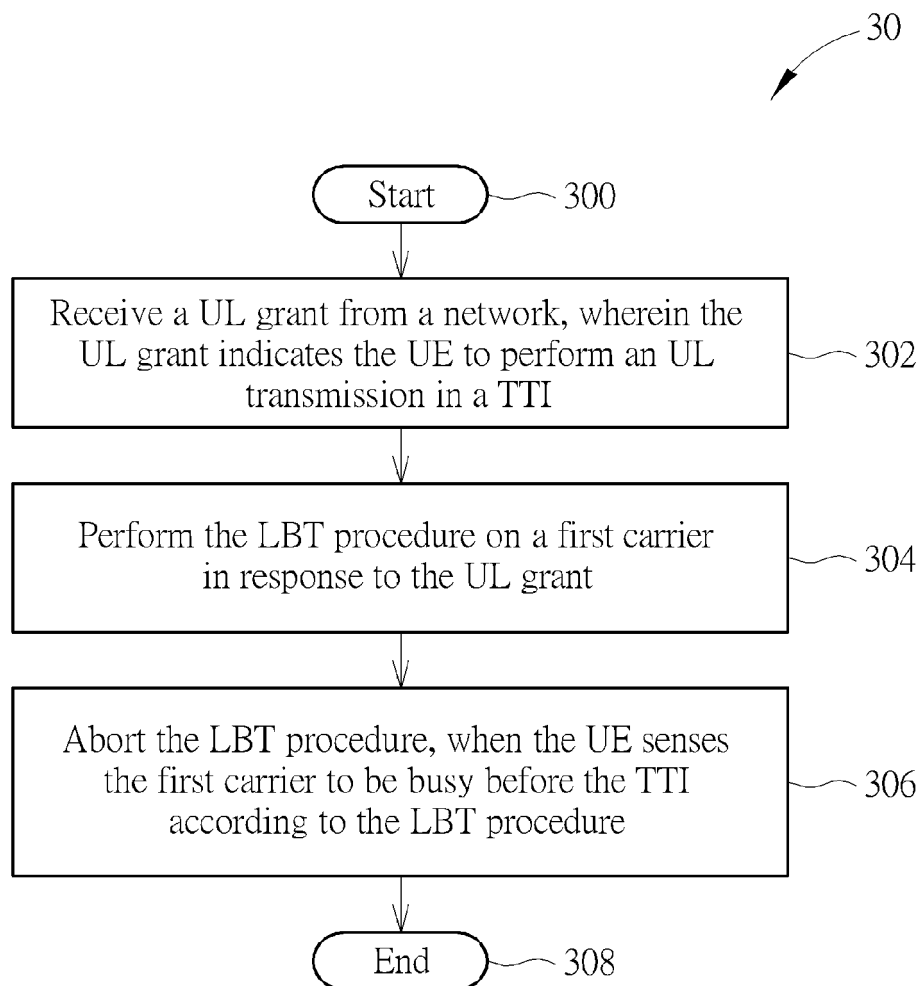 30
Start
300
Receive a UL grant from a network, wherein the
UL grant indicates the UE to perform an UL
transmission in a TTI
302
Perform the LBT procedure on a first carrier
in response to the UL grant
304
Abort the LBT procedure, when the UE senses
the first carrier to be busy before the TTI
according to the LBT procedure
306
End
308